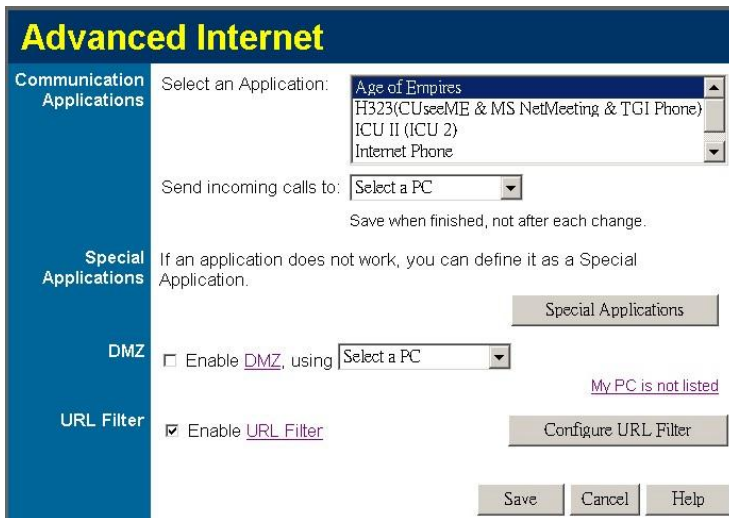 Advanced Internet
Communication
Applications
Select an Application:
Age of Empires
H323(CUseeME & MS NetMeeting & TGI Phone)
ICU II (ICU 2)
Internet Phone
Send incoming calls to: Select a PC
Save when finished, not after each change.
Special
Applications
If an application does not work, you can define it as a Special
Application.
Special Applications
DMZ
Enable DMZ, using Select a PC
My PC is not listed
URL Filter
Enable URL Filter
Configure URL Filter
Save Cancel Help